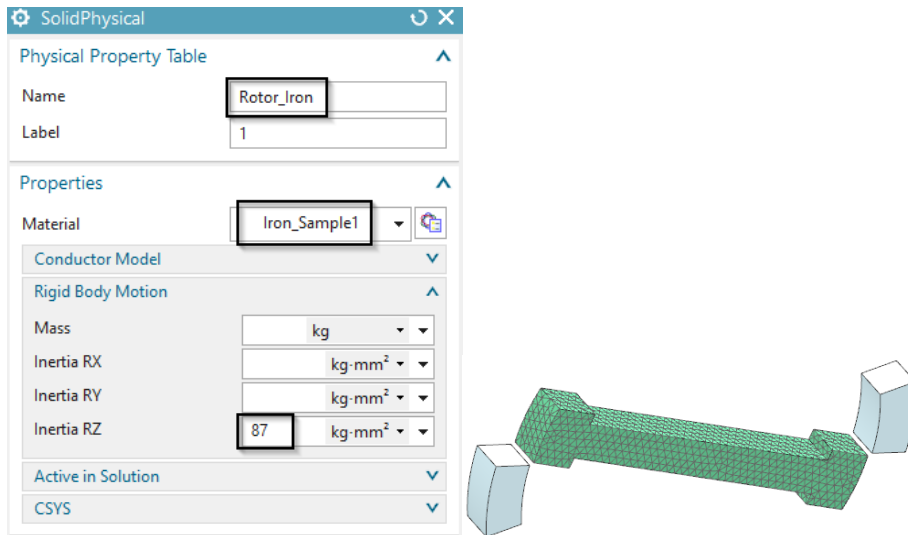 SolidPhysical
Physical Property Table
Name Rotor_Iron
Label 1
Properties
Material Iron_Sample1
Conductor Model
Rigid Body Motion
Mass kg
Inertia RX kg·mm²
Inertia RY kg·mm²
Inertia RZ 87 kg·mm²
Active in Solution
CSYS